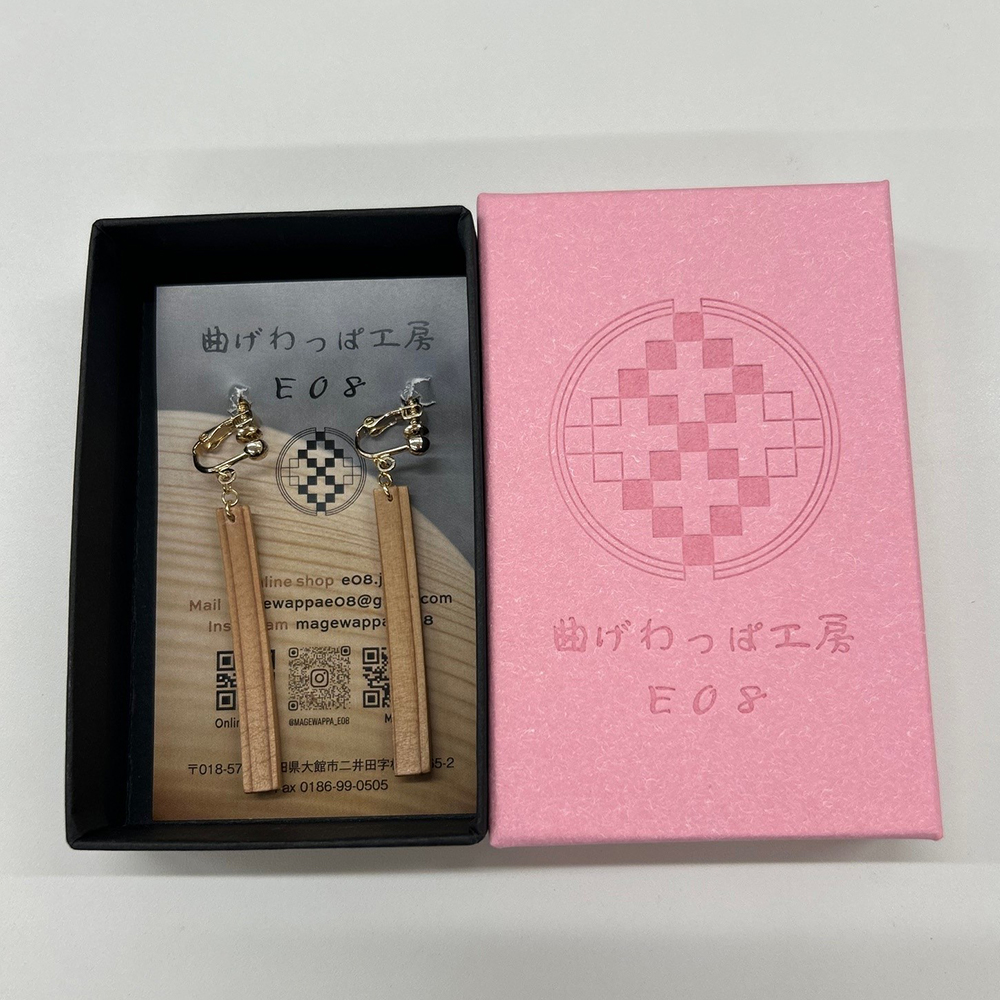 曲げわっぱ工房
E08
line shop e08.j
Mail ewappae08@g com
Ins am magewappa 8
Onlin
@MAGEWAPPA_E08
M
〒018-57 田県大館市二井田字 5-2
ax 0186-99-0505
曲げわっぱ工房
E08